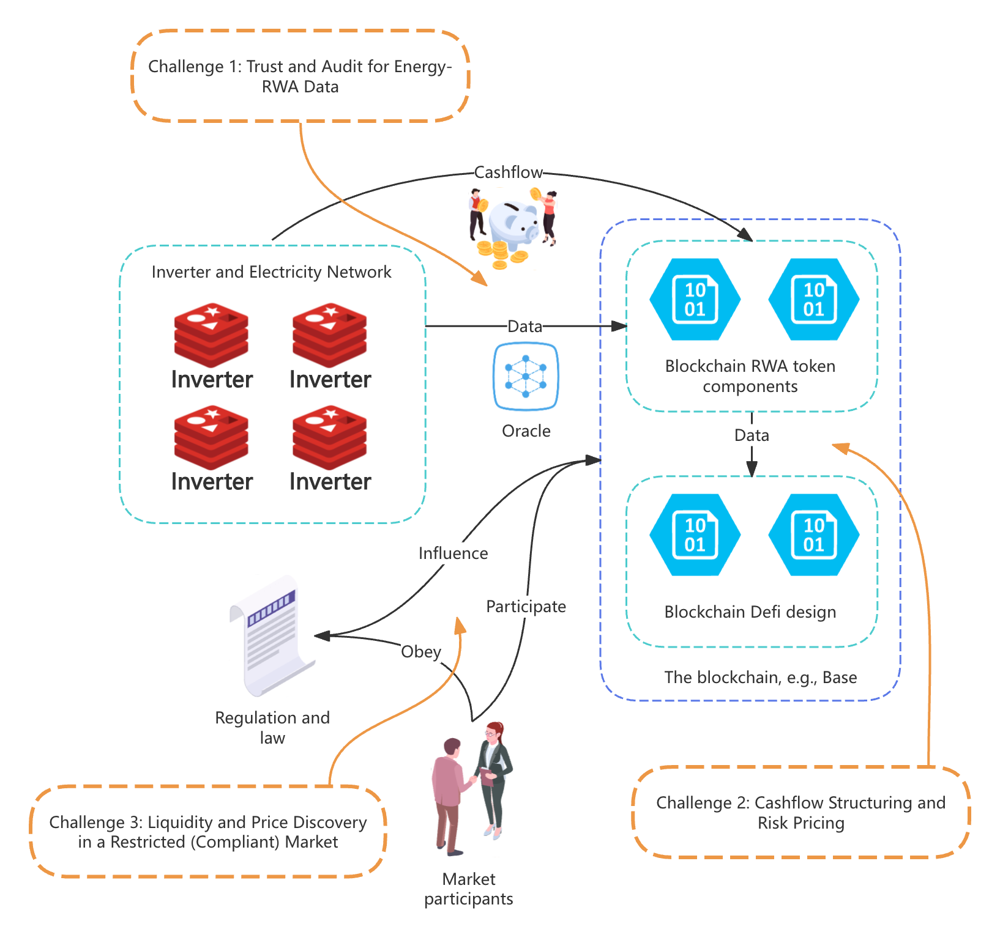 Challenge 1: Trust and Audit for Energy-
RWA Data
Cashflow
Inverter and Electricity Network
Inverter
Inverter
Inverter
Inverter
Data
Oracle
10
01
10
01
Blockchain RWA token
components
Data
10
01
10
01
Blockchain Defi design
The blockchain, e.g., Base
Influence
Participate
Obey
Regulation and
law
Market
participants
Challenge 3: Liquidity and Price Discovery
in a Restricted (Compliant) Market
Challenge 2: Cashflow Structuring and
Risk Pricing